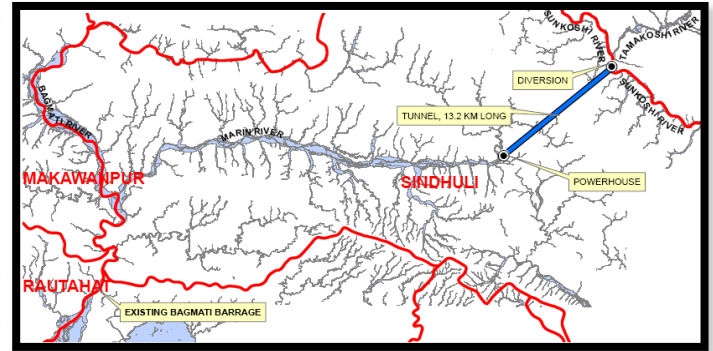 SUNKOSHI RIVER
TAMAKOSHI RIVER
DIVERSION
SUNKOSHI RIVER
BAGMATI RIVER
TUNNEL, 13.2 KM LONG
MARIN RIVER
MAKAWANPUR
SINDHULI
POWERHOUSE
RAUTAHAT
EXISTING BAGMATI BARRAGE